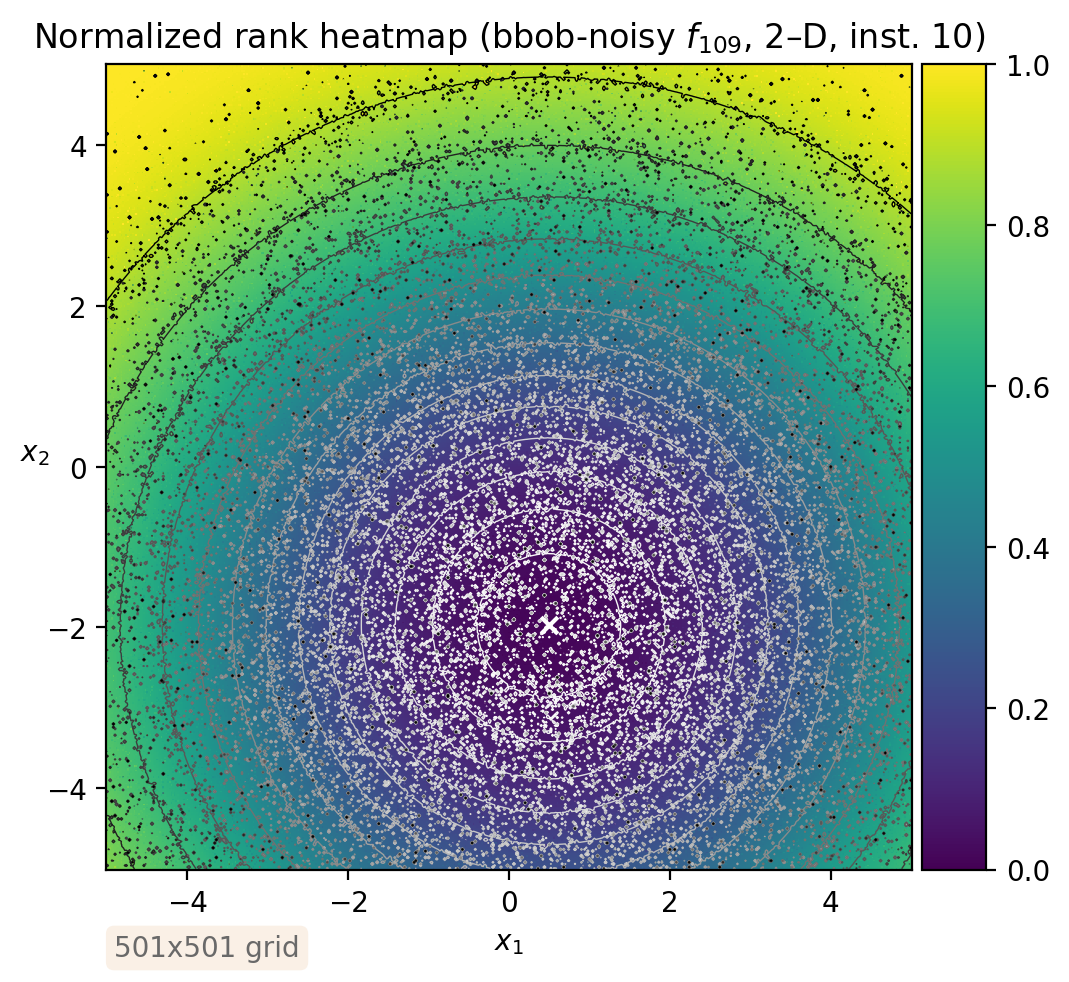 Normalized rank heatmap (bbob-noisy f₁₀₉, 2–D, inst. 10)
1.0
4
0.8
2
0.6
x₂
0
0.4
−2
0.2
−4
0.0
−4 −2 0 2 4
x₁
501x501 grid